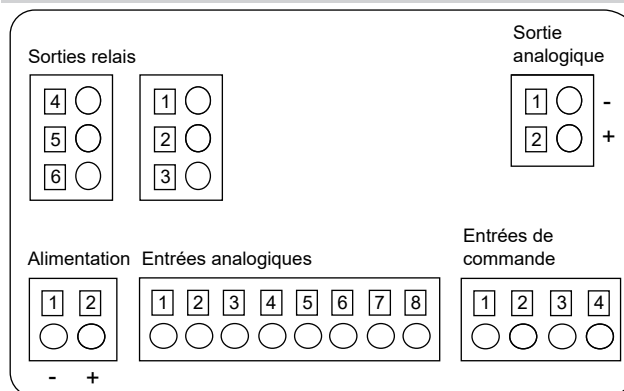 Sortie
analogique
Sorties relais
4 1 1 -
5 2 2 +
6 3
Entrées de
commande
Alimentation Entrées analogiques
1 2 1 2 3 4 5 6 7 8 1 2 3 4
- +